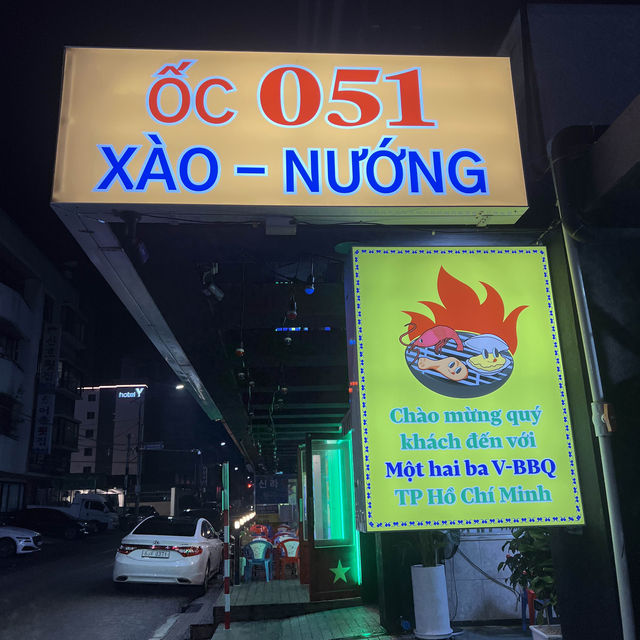 ỐC 051
XÀO – NƯỚNG
Chào mừng quý
khách đến với
Một hai ba V-BBQ
TP Hồ Chí Minh
hotel Y